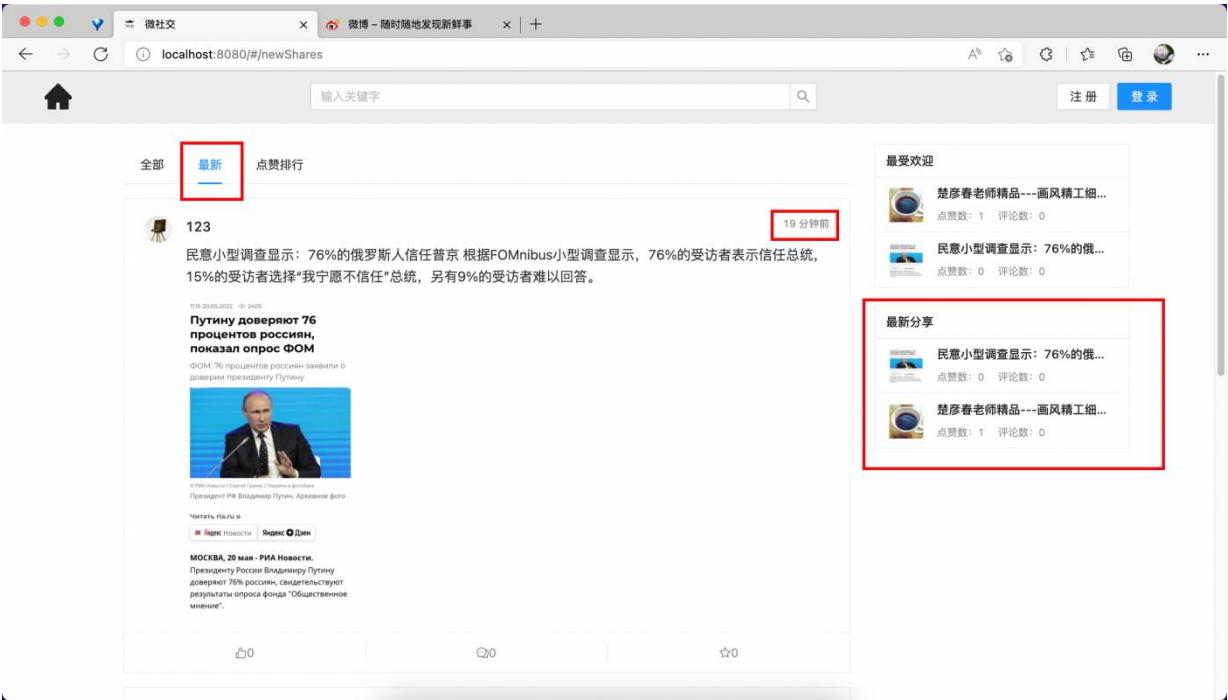 微社交
微博 – 随时随地发现新鲜事
localhost:8080/#/newShares
输入关键字
注 册
登 录
全部
最新
点赞排行
123
19 分钟前
民意小型调查显示：76%的俄罗斯人信任普京 根据FOMnibus小型调查显示，76%的受访者表示信任总统，
15%的受访者选择“我宁愿不信任”总统，另有9%的受访者难以回答。
11:15 20.05.2022 2405
Путину доверяют 76
процентов россиян,
показал опрос ФОМ
ФОМ: 76 процентов россиян заявили о
доверии президенту Путину
Президент РФ Владимир Путин. Архивное фото
Читать ria.ru в
Яндекс Новости
Яндекс Дзен
МОСКВА, 20 мая - РИА Новости.
Президенту России Владимиру Путину
доверяют 76% россиян, свидетельствуют
результаты опроса фонда "Общественное
мнение".
0
0
0
最受欢迎
楚彦春老师精品---画风精工细...
点赞数：1 评论数：0
民意小型调查显示：76%的俄...
点赞数：0 评论数：0
最新分享
民意小型调查显示：76%的俄...
点赞数：0 评论数：0
楚彦春老师精品---画风精工细...
点赞数：1 评论数：0